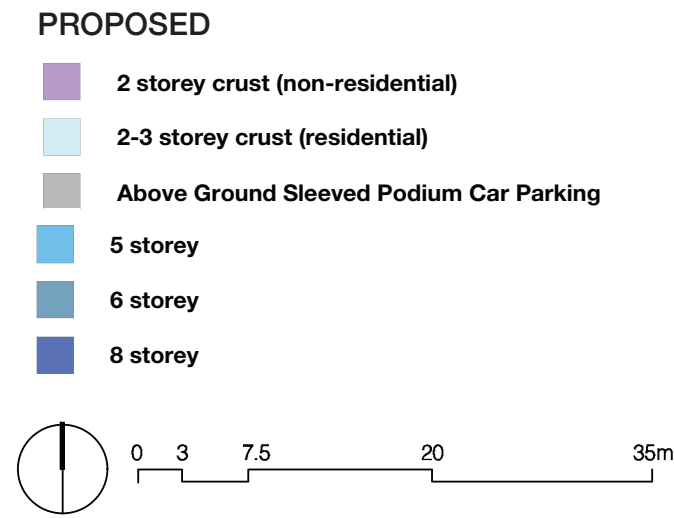 PROPOSED
2 storey crust (non-residential)
2-3 storey crust (residential)
Above Ground Sleeved Podium Car Parking
5 storey
6 storey
8 storey
0 3 7.5 20 35m